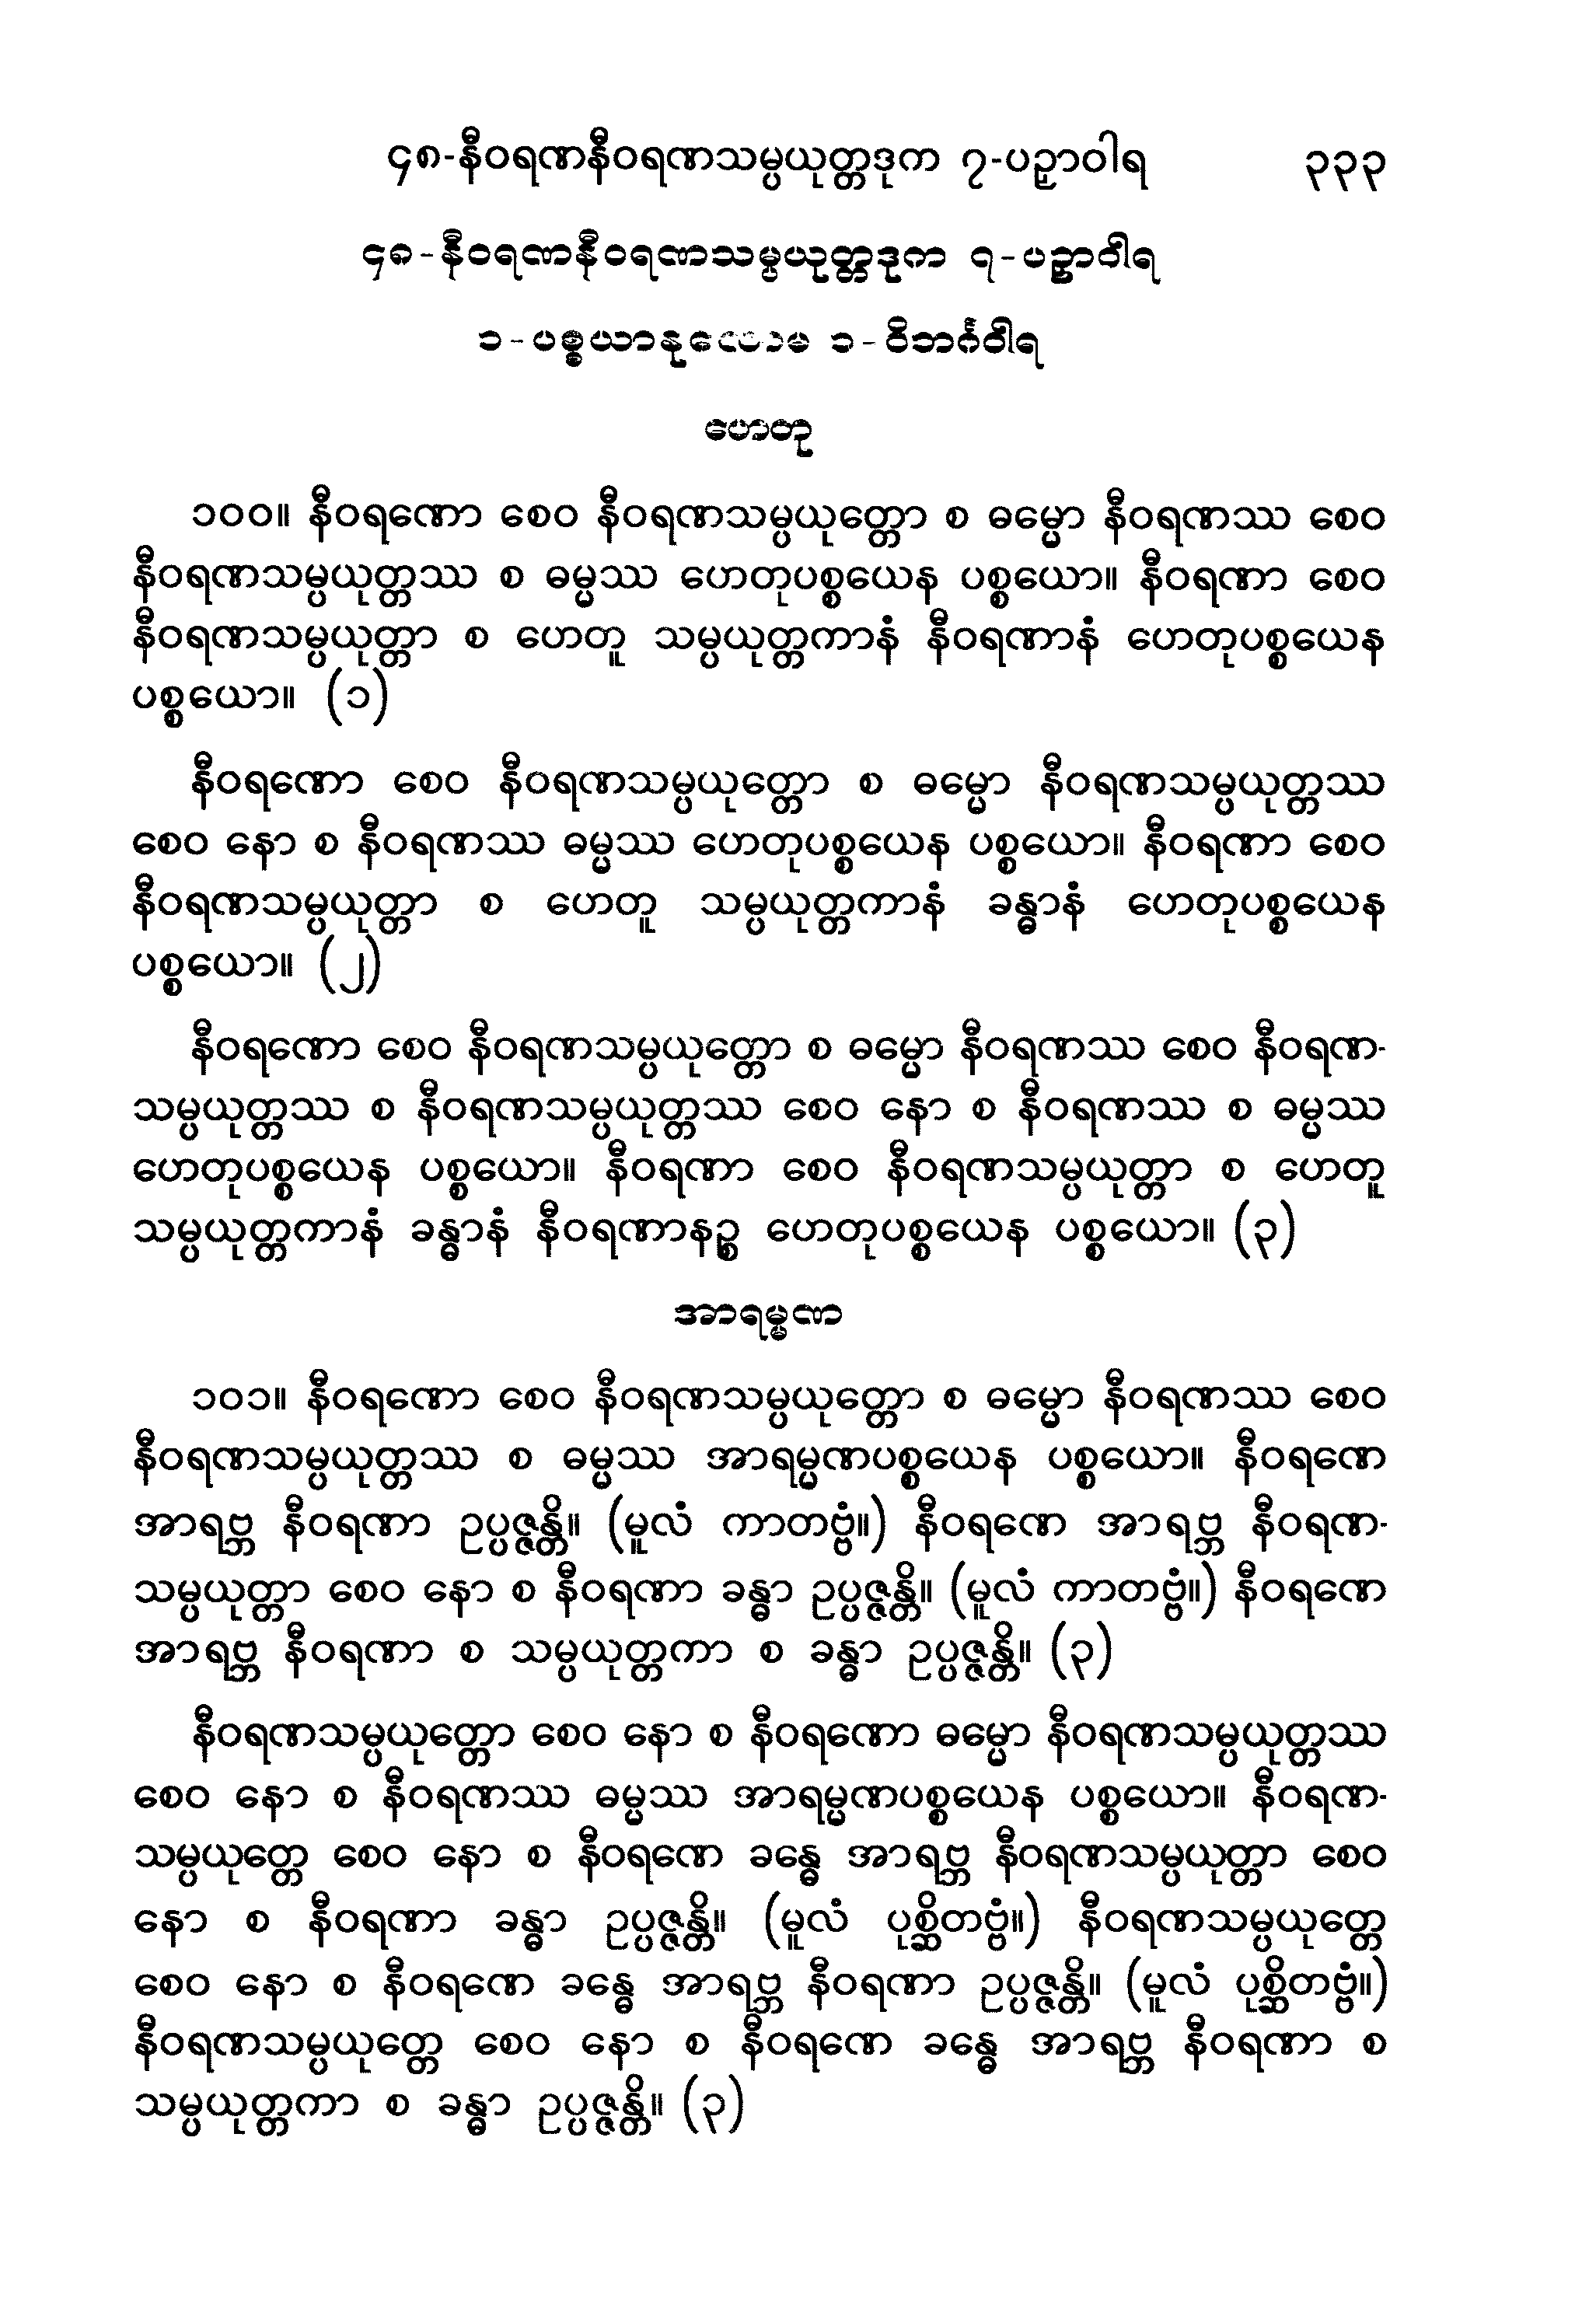 ၄၈-နီဝရဏနီဝရဏသမ္ပယုတ္တဒုက ၇-ပဉှာဝါရ ၃၃၃
၄၈-နီဝရဏနီဝရဏသမ္ပယုတ္တဒုက ၇-ပဉှာဝါရ
၁-ပစ္စယာနုလောမ ၁-ဝိဘင်္ဂဝါရ
ဟေတု
၁၀၀။ နီဝရဏော စေဝ နီဝရဏသမ္ပယုတ္တော စ ဓမ္မော နီဝရဏဿ စေဝ
နီဝရဏသမ္ပယုတ္တဿ စ ဓမ္မဿ ဟေတုပစ္စယေန ပစ္စယော။ နီဝရဏာ စေဝ
နီဝရဏသမ္ပယုတ္တာ စ ဟေတူ သမ္ပယုတ္တကာနံ နီဝရဏာနံ ဟေတုပစ္စယေန
ပစ္စယော။ (၁)
နီဝရဏော စေဝ နီဝရဏသမ္ပယုတ္တော စ ဓမ္မော နီဝရဏသမ္ပယုတ္တဿ
စေဝ နော စ နီဝရဏဿ ဓမ္မဿ ဟေတုပစ္စယေန ပစ္စယော။ နီဝရဏာ စေဝ
နီဝရဏသမ္ပယုတ္တာ စ ဟေတူ သမ္ပယုတ္တကာနံ ခန္ဓာနံ ဟေတုပစ္စယေန
ပစ္စယော။ (၂)
နီဝရဏော စေဝ နီဝရဏသမ္ပယုတ္တော စ ဓမ္မော နီဝရဏဿ စေဝ နီဝရဏ-
သမ္ပယုတ္တဿ စ နီဝရဏသမ္ပယုတ္တဿ စေဝ နော စ နီဝရဏဿ စ ဓမ္မဿ
ဟေတုပစ္စယေန ပစ္စယော။ နီဝရဏာ စေဝ နီဝရဏသမ္ပယုတ္တာ စ ဟေတူ
သမ္ပယုတ္တကာနံ ခန္ဓာနံ နီဝရဏာနဉ္စ ဟေတုပစ္စယေန ပစ္စယော။ (၃)
အာရမ္မဏ
၁၀၁။ နီဝရဏော စေဝ နီဝရဏသမ္ပယုတ္တော စ ဓမ္မော နီဝရဏဿ စေဝ
နီဝရဏသမ္ပယုတ္တဿ စ ဓမ္မဿ အာရမ္မဏပစ္စယေန ပစ္စယော။ နီဝရဏေ
အာရဗ္ဘ နီဝရဏာ ဥပ္ပဇ္ဇန္တိ။ (မူလံ ကာတဗ္ဗံ။) နီဝရဏေ အာရဗ္ဘ နီဝရဏ-
သမ္ပယုတ္တာ စေဝ နော စ နီဝရဏာ ခန္ဓာ ဥပ္ပဇ္ဇန္တိ။ (မူလံ ကာတဗ္ဗံ။) နီဝရဏေ
အာရဗ္ဘ နီဝရဏာ စ သမ္ပယုတ္တကာ စ ခန္ဓာ ဥပ္ပဇ္ဇန္တိ။ (၃)
နီဝရဏသမ္ပယုတ္တော စေဝ နော စ နီဝရဏော ဓမ္မော နီဝရဏသမ္ပယုတ္တဿ
စေဝ နော စ နီဝရဏဿ ဓမ္မဿ အာရမ္မဏပစ္စယေန ပစ္စယော။ နီဝရဏ-
သမ္ပယုတ္တေ စေဝ နော စ နီဝရဏေ ခန္ဓေ အာရဗ္ဘ နီဝရဏသမ္ပယုတ္တာ စေဝ
နော စ နီဝရဏာ ခန္ဓာ ဥပ္ပဇ္ဇန္တိ။ (မူလံ ပုစ္ဆိတဗ္ဗံ။) နီဝရဏသမ္ပယုတ္တေ
စေဝ နော စ နီဝရဏေ ခန္ဓေ အာရဗ္ဘ နီဝရဏာ ဥပ္ပဇ္ဇန္တိ။ (မူလံ ပုစ္ဆိတဗ္ဗံ။)
နီဝရဏသမ္ပယုတ္တေ စေဝ နော စ နီဝရဏေ ခန္ဓေ အာရဗ္ဘ နီဝရဏာ စ
သမ္ပယုတ္တကာ စ ခန္ဓာ ဥပ္ပဇ္ဇန္တိ။ (၃)